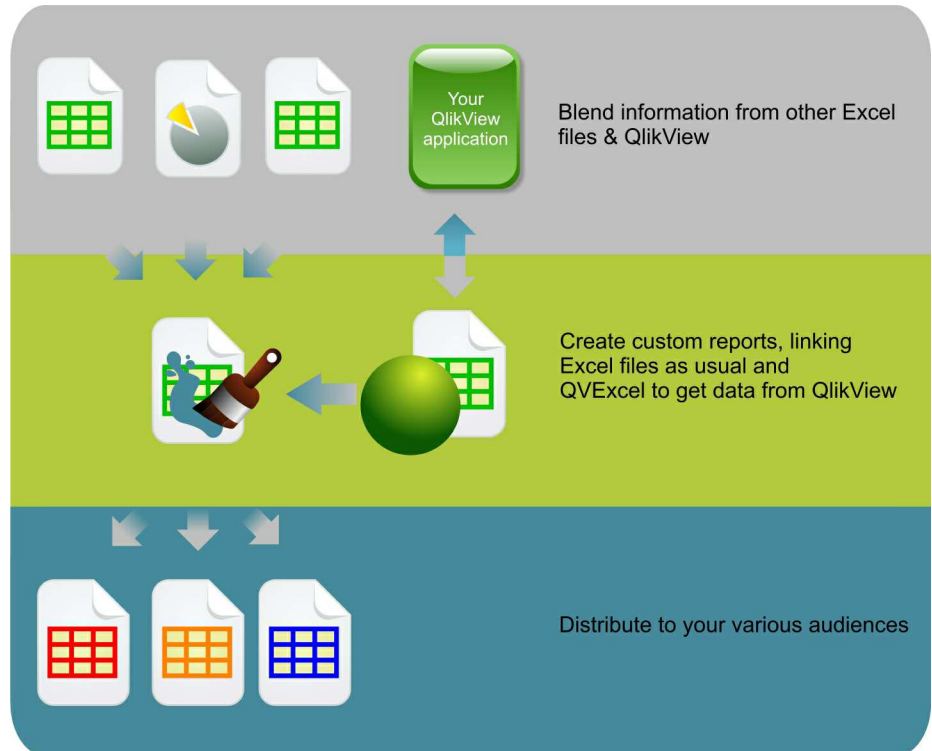 Your
QlikView
application
Blend information from other Excel
files & QlikView
Create custom reports, linking
Excel files as usual and
QVExcel to get data from QlikView
Distribute to your various audiences